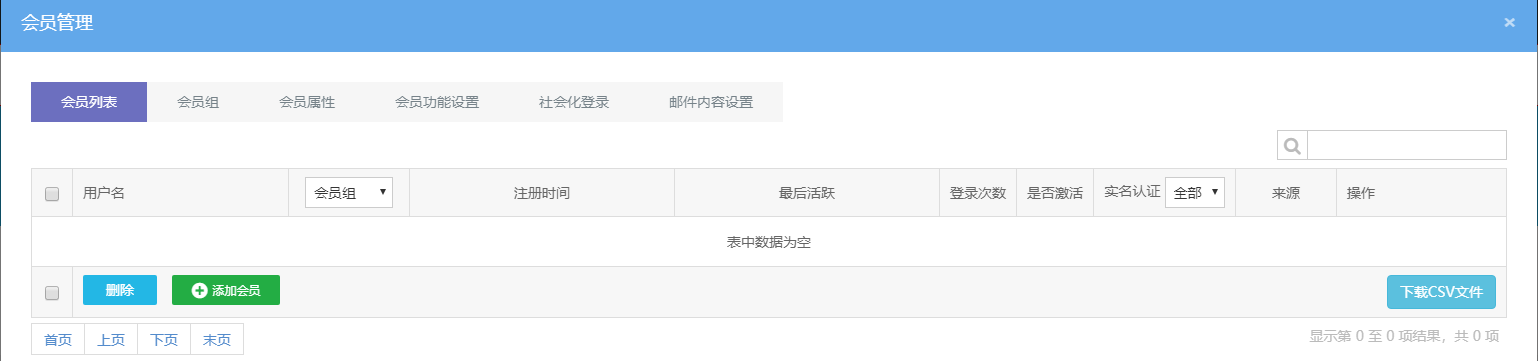 会员管理 ×
会员列表 会员组 会员属性 会员功能设置 社会化登录 邮件内容设置
用户名 会员组 注册时间 最后活跃 登录次数 是否激活 实名认证 全部 来源 操作
表中数据为空
删除 添加会员 下载CSV文件
首页 上页 下页 末页 显示第 0 至 0 项结果，共 0 项